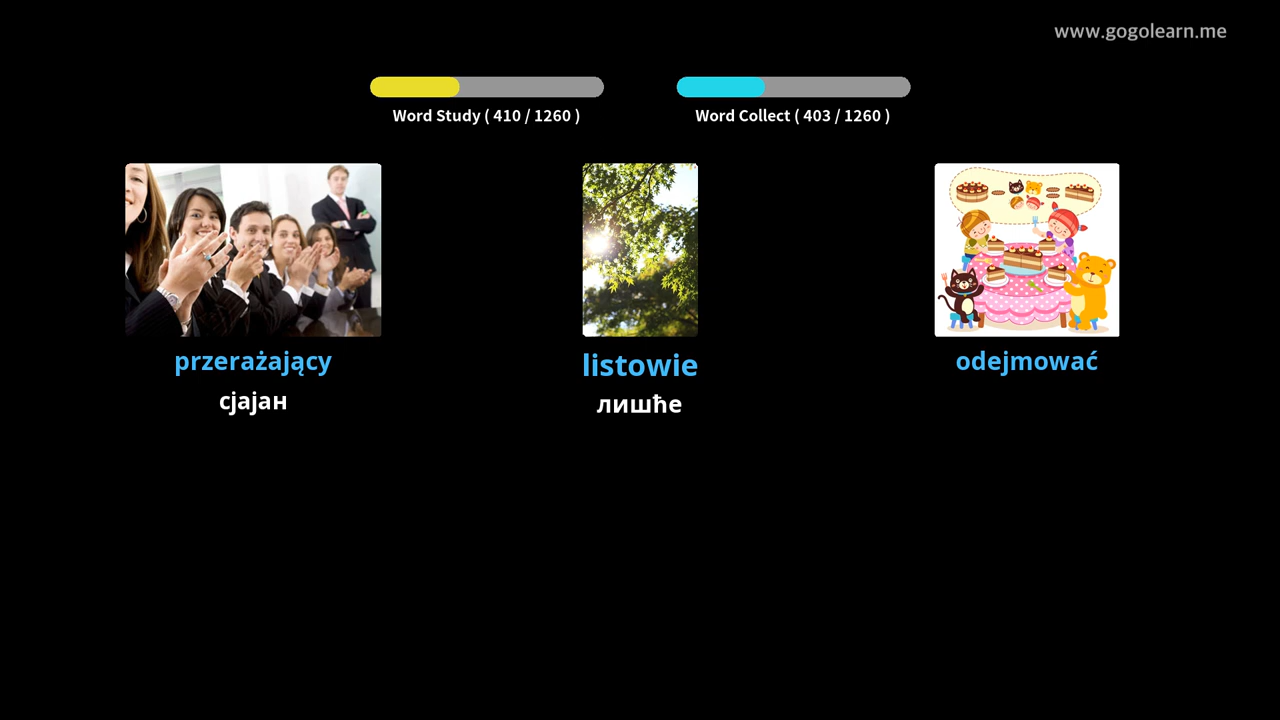 www.gogolearn.me
Word Study ( 410 / 1260 )
Word Collect ( 403 / 1260 )
przerażający
сјајан
listowie
лишће
odejmować